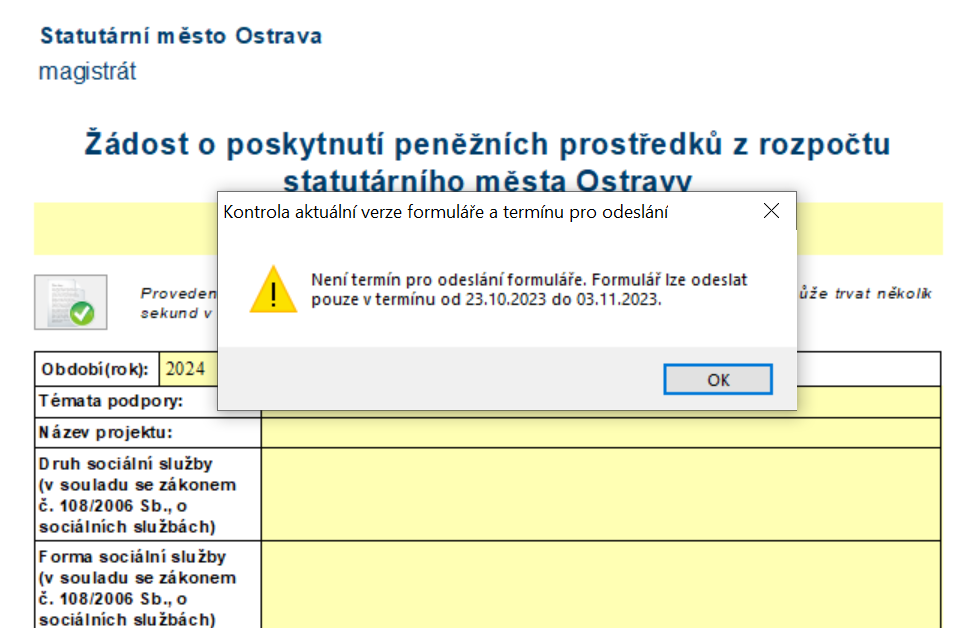 Statutární město Ostrava
magistrát
Žádost o poskytnutí peněžních prostředků z rozpočtu
statutárního města Ostravy
Kontrola aktuální verze formuláře a termínu pro odeslání
Není termín pro odeslání formuláře. Formulář lze odeslat
pouze v termínu od 23.10.2023 do 03.11.2023.
OK
Proveden
ůže trvat několik
sekund v
Období(rok): 2024
Témata podpory:
Název projektu:
Druh sociální služby
(v souladu se zákonem
č. 108/2006 Sb., o
sociálních službách)
Forma sociální služby
(v souladu se zákonem
č. 108/2006 Sb., o
sociálních službách)